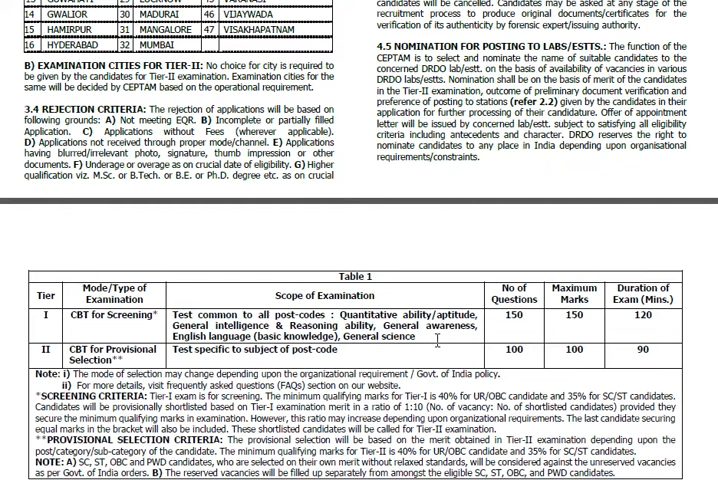 GWALIOR 30 MADURAI 46 VIJAYWADA
14
15 HAMIRPUR 31 MANGALORE 47 VISAKHAPATNAM
16 HYDERABAD 32 MUMBAI
B) EXAMINATION CITIES FOR TIER-II: No choice for city is required to
be given by the candidates for Tier-II examination. Examination cities for
same will be decided by CEPTAM based on the operational requirement.
3.4 REJECTION CRITERIA: The rejection of applications will be based on
following grounds: A) Not meeting EQR. B) Incomplete or partially filled
Application. C) Applications without Fees (wherever applicable).
D) Applications not received through proper mode/channel. E) Applications
having blurred/irrelevant photo, signature, thumb impression or other
documents. F) Underage or overage as on crucial date of eligibility. G) Higher
qualification viz. M.Sc. or B.Tech. or B.E. or Ph.D. degree etc. as on crucial
candidates will be cancelled. Candidates may be asked at any stage of the
recruitment process to produce original documents/certificates for the
verification of its authenticity by forensic expert/issuing authority.
4.5 NOMINATION FOR POSTING TO LABS/ESTTS.: The function of the
CEPTAM is to select and nominate the name of suitable candidates to the
concerned DRDO lab/estt. on the basis of availability of vacancies in various
DRDO labs/estts. Nomination shall be on the basis of merit of the candidates
in the Tier-II examination, outcome of preliminary document verification and
preference of posting to stations (refer 2.2) given by the candidates in their
application for further processing of their candidature. Offer of appointment
letter will be issued by concerned lab/estt. subject to satisfying all eligibility
criteria including antecedents and character. DRDO reserves the right to
nominate candidates to any place in India depending upon organisational
requirements/constraints.
Table 1
Tier Mode/Type of Examination Scope of Examination No of Questions Maximum Marks Duration of Exam (Mins.)
I CBT for Screening* Test common to all post-codes : Quantitative ability/aptitude, 150 150 120
General intelligence & Reasoning ability, General awareness,
English language (basic knowledge), General science
II CBT for Provisional Selection** Test specific to subject of post-code 100 100 90
Note: i) The mode of selection may change depending upon the organizational requirement / Govt. of India policy.
ii) For more details, visit frequently asked questions (FAQs) section on our website.
*SCREENING CRITERIA: Tier-I exam is for screening. The minimum qualifying marks for Tier-I is 40% for UR/OBC candidate and 35% for SC/ST candidates.
Candidates will be provisionally shortlisted based on Tier-I examination merit in a ratio of 1:10 (No. of vacancy: No. of shortlisted candidates) provided they
secure the minimum qualifying marks in examination. However, this ratio may increase depending upon organizational requirements. The last candidate securing
equal marks in the bracket will also be included. These shortlisted candidates will be called for Tier-II examination.
**PROVISIONAL SELECTION CRITERIA: The provisional selection will be based on the merit obtained in Tier-II examination depending upon the
post/category/sub-category of the candidate. The minimum qualifying marks for Tier-II is 40% for UR/OBC candidate and 35% for SC/ST candidates.
NOTE: A) SC, ST, OBC and PWD candidates, who are selected on their own merit without relaxed standards, will be considered against the unreserved vacancies
as per Govt. of India orders. B) The reserved vacancies will be filled up separately from amongst the eligible SC, ST, OBC, and PWD candidates.